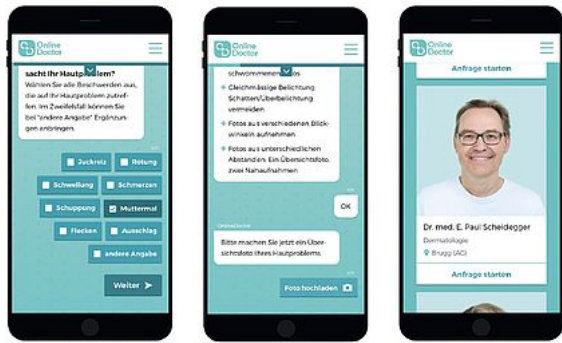 Online
Doctor
sacht Ihr Hautproblem?
Wählen Sie alle Beschwerden aus,
die auf Ihr Hautproblem zutref-
fen. Im Zweifelsfall können Sie
bei "andere Angabe" Ergänzun-
gen anbringen.
Juckreiz
Rötung
Schwellung
Schmerzen
Schuppung
Muttermal
Flecken
Ausschlag
andere Angabe
Weiter
Online
Doctor
schwommenen Fotos
Gleichmässige Belichtung
Schatten/Überbelichtung
vermeiden
Fotos aus verschiedenen Blick-
winkeln aufnehmen
Fotos aus unterschiedlichen
Abständen. Ein Übersichtsfoto,
zwei Nahaufnahmen
OK
OnlineDoctor
Bitte machen Sie jetzt ein Über-
sichtsfoto Ihres Hautproblems
Foto hochladen
Online
Doctor
Anfrage starten
Dr. med. E. Paul Scheidegger
Dermatologie
Brugg (AG)
Anfrage starten